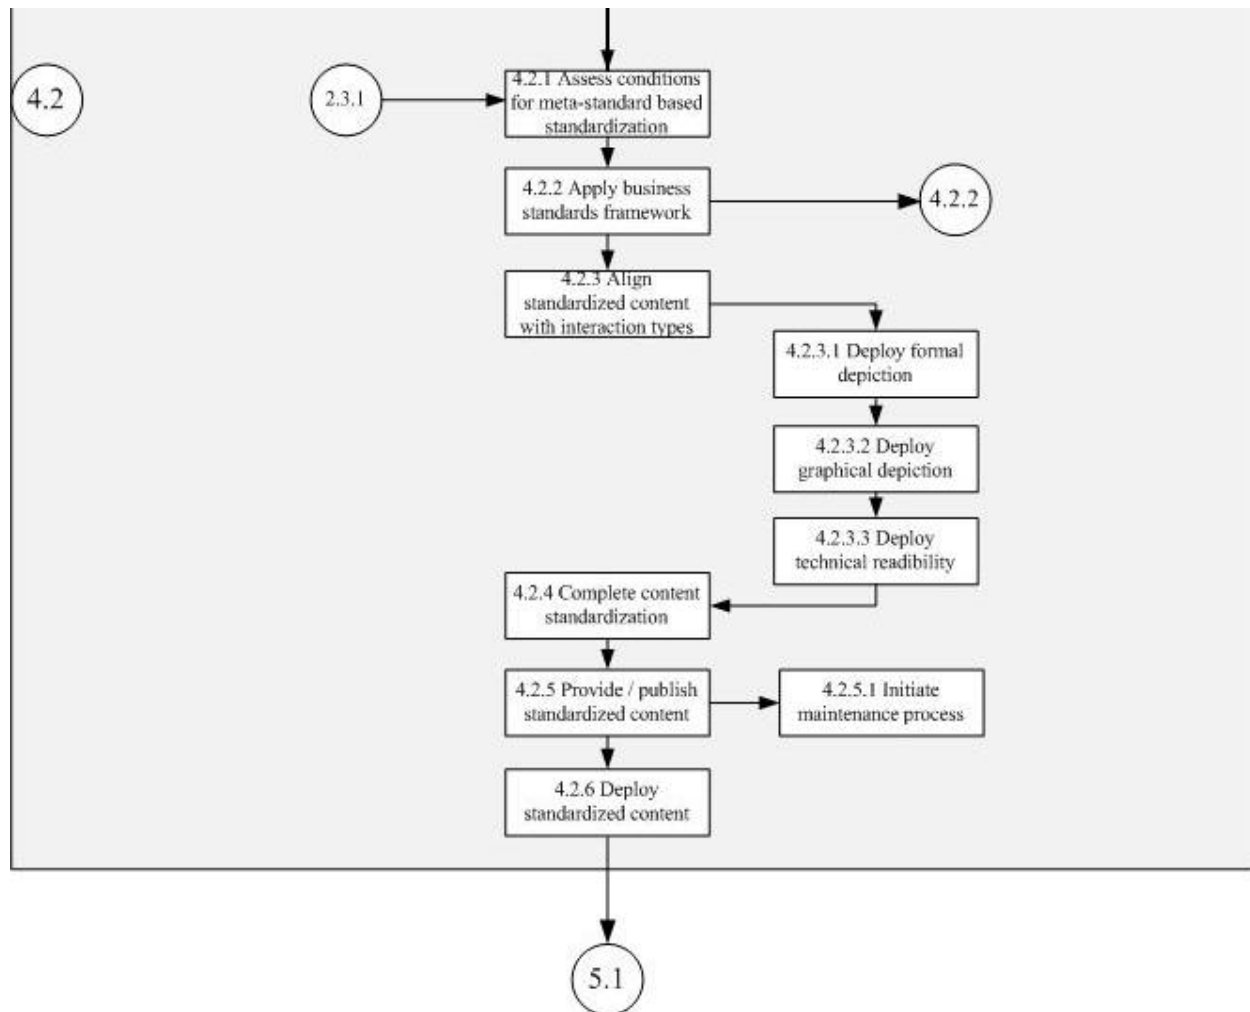 4.2
2.3.1
4.2.1 Assess conditions
for meta-standard based
standardization
4.2.2 Apply business
standards framework
4.2.2
4.2.3 Align
standardized content
with interaction types
4.2.3.1 Deploy formal
depiction
4.2.3.2 Deploy
graphical depiction
4.2.3.3 Deploy
technical readibility
4.2.4 Complete content
standardization
4.2.5 Provide / publish
standardized content
4.2.5.1 Initiate
maintenance process
4.2.6 Deploy
standardized content
5.1